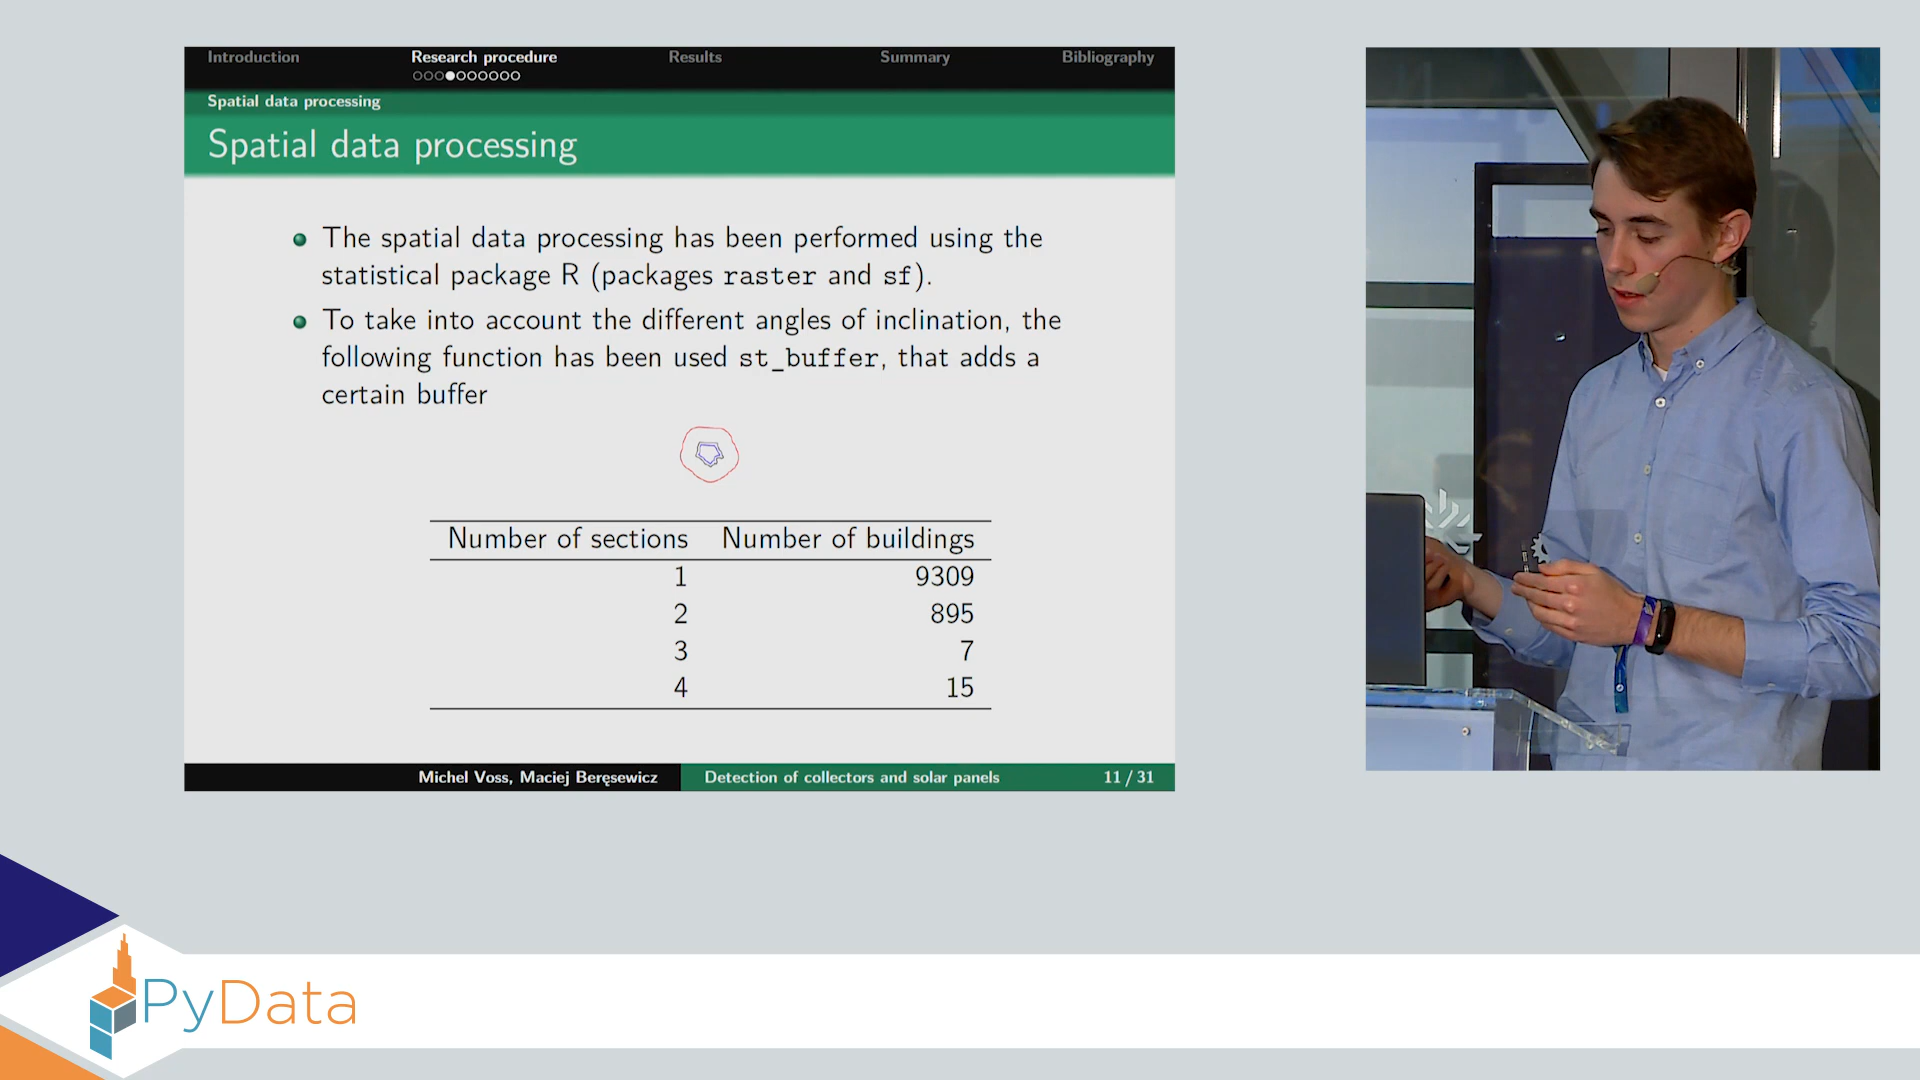 Introduction
Research procedure
Results
Summary
Bibliography
Spatial data processing
Spatial data processing
The spatial data processing has been performed using the
statistical package R (packages raster and sf).
To take into account the different angles of inclination, the
following function has been used st_buffer, that adds a
certain buffer
Number of sections Number of buildings
1 9309
2 895
3 7
4 15
Michel Voss, Maciej Beręsewicz
Detection of collectors and solar panels
11 / 31
PyData